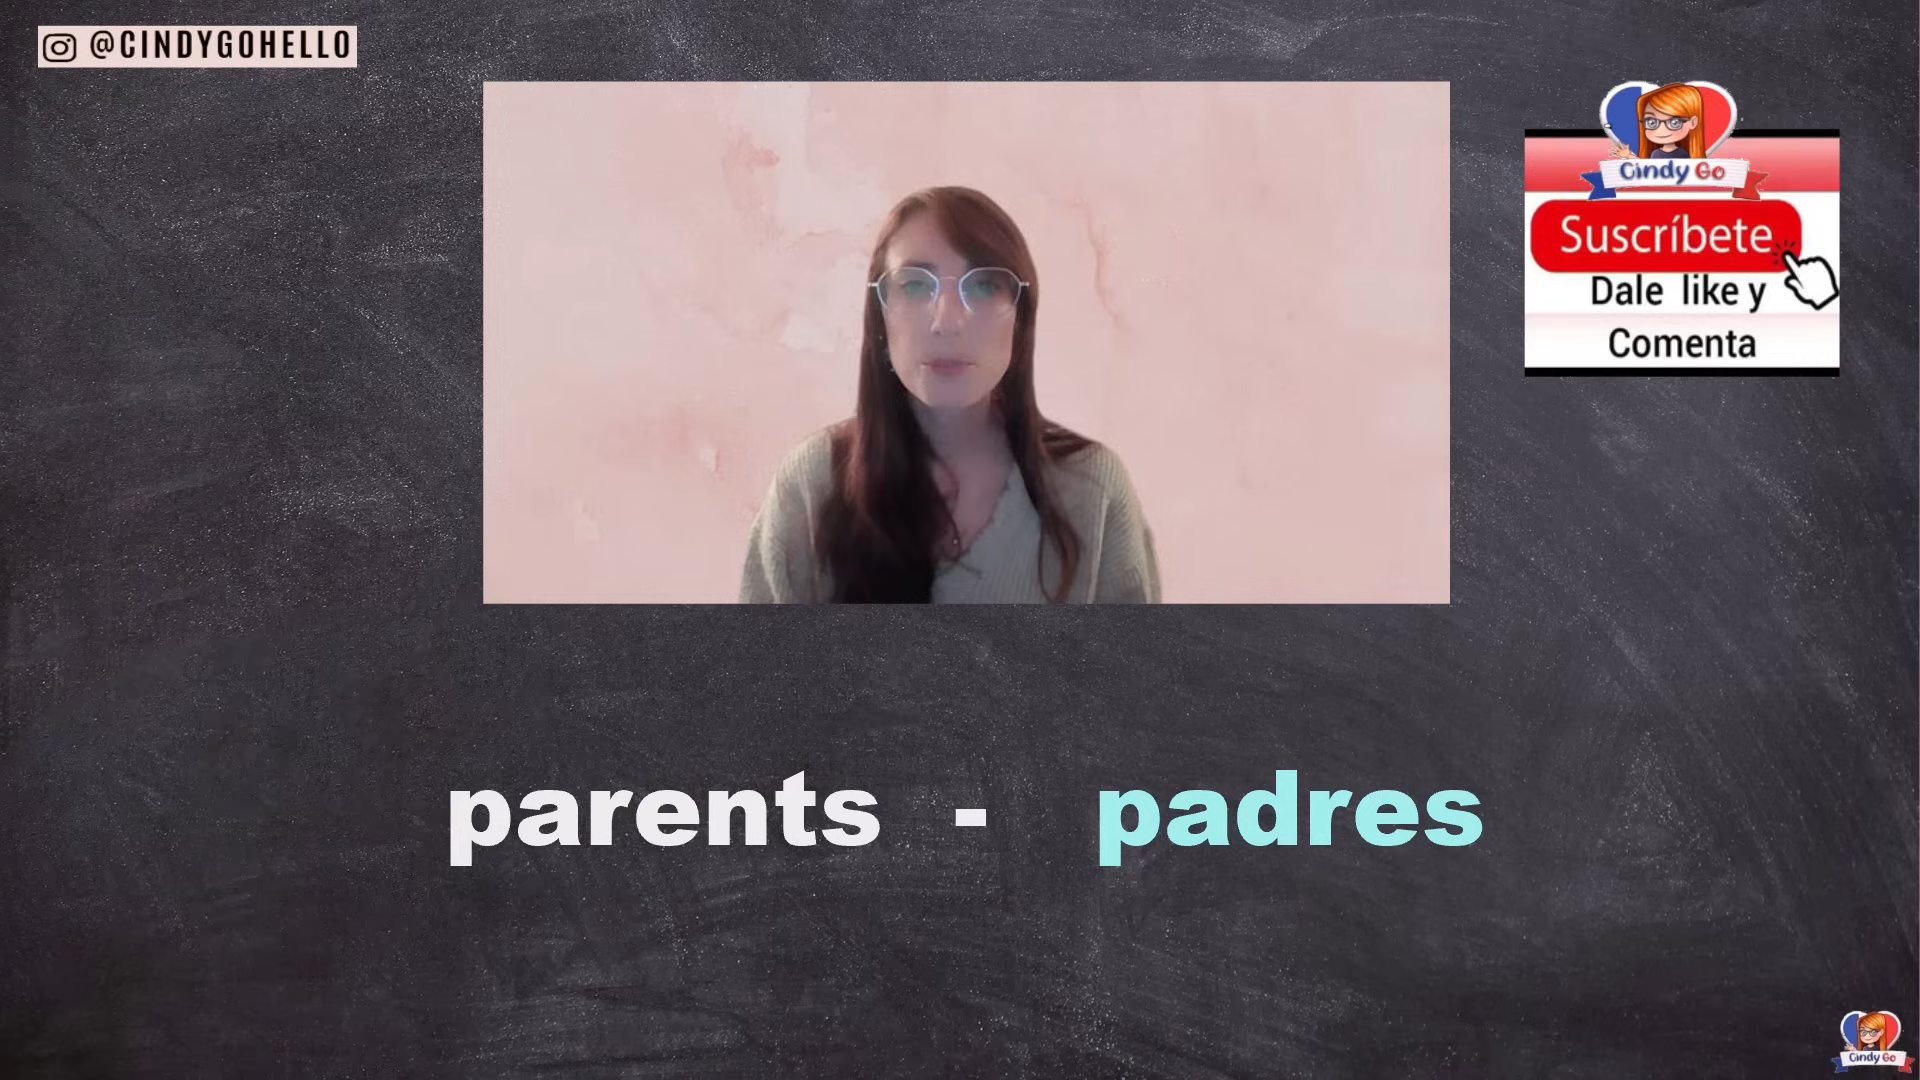 @CINDYGOHELLO
Cindy Go
Suscríbete
Dale like y
Comenta
parents - padres
Cindy Go